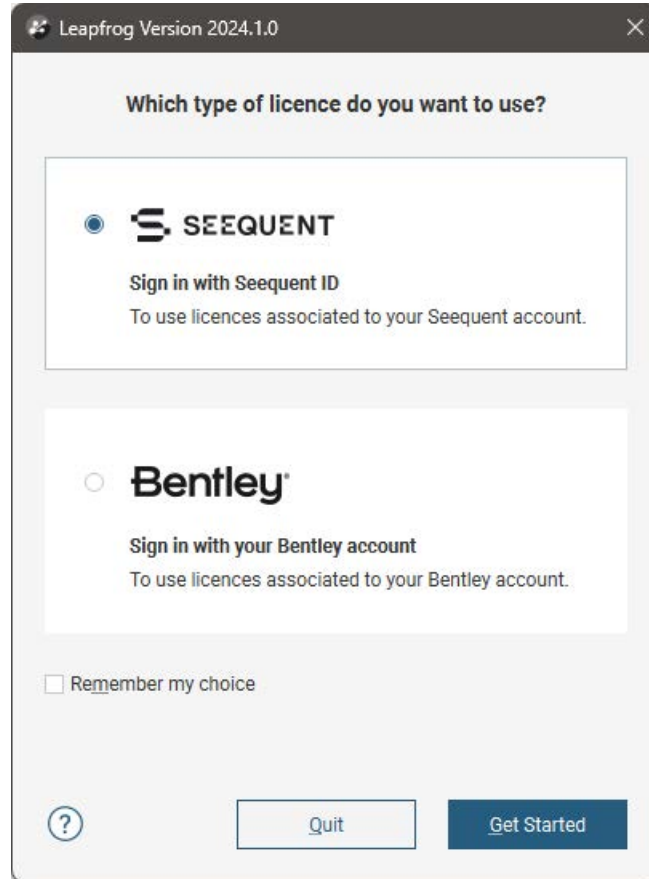 Leapfrog Version 2024.1.0
Which type of licence do you want to use?
SEEQUENT
Sign in with Seequent ID
To use licences associated to your Seequent account.
Bentley
Sign in with your Bentley account
To use licences associated to your Bentley account.
Remember my choice
?
Quit
Get Started